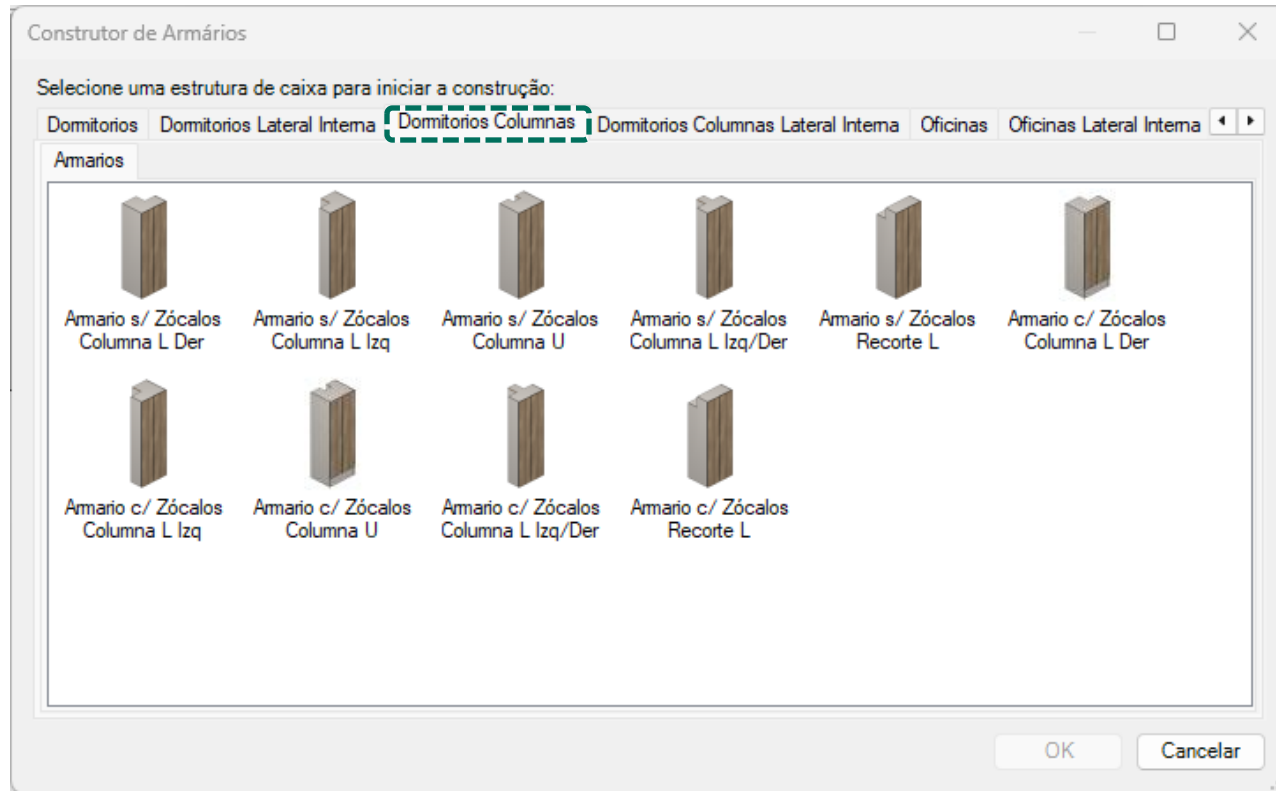 Construtor de Armários
Selecione uma estrutura de caixa para iniciar a construção:
Dormitorios Dormitorios Lateral Interna Dormitorios Columnas Dormitorios Columnas Lateral Interna Oficinas Oficinas Lateral Interna
Armarios
Armario s/ Zócalos Columna L Der
Armario s/ Zócalos Columna L Izq
Armario s/ Zócalos Columna U
Armario s/ Zócalos Columna L Izq/Der
Armario s/ Zócalos Recorte L
Armario c/ Zócalos Columna L Der
Armario c/ Zócalos Columna L Izq
Armario c/ Zócalos Columna U
Armario c/ Zócalos Columna L Izq/Der
Armario c/ Zócalos Recorte L
OK Cancelar